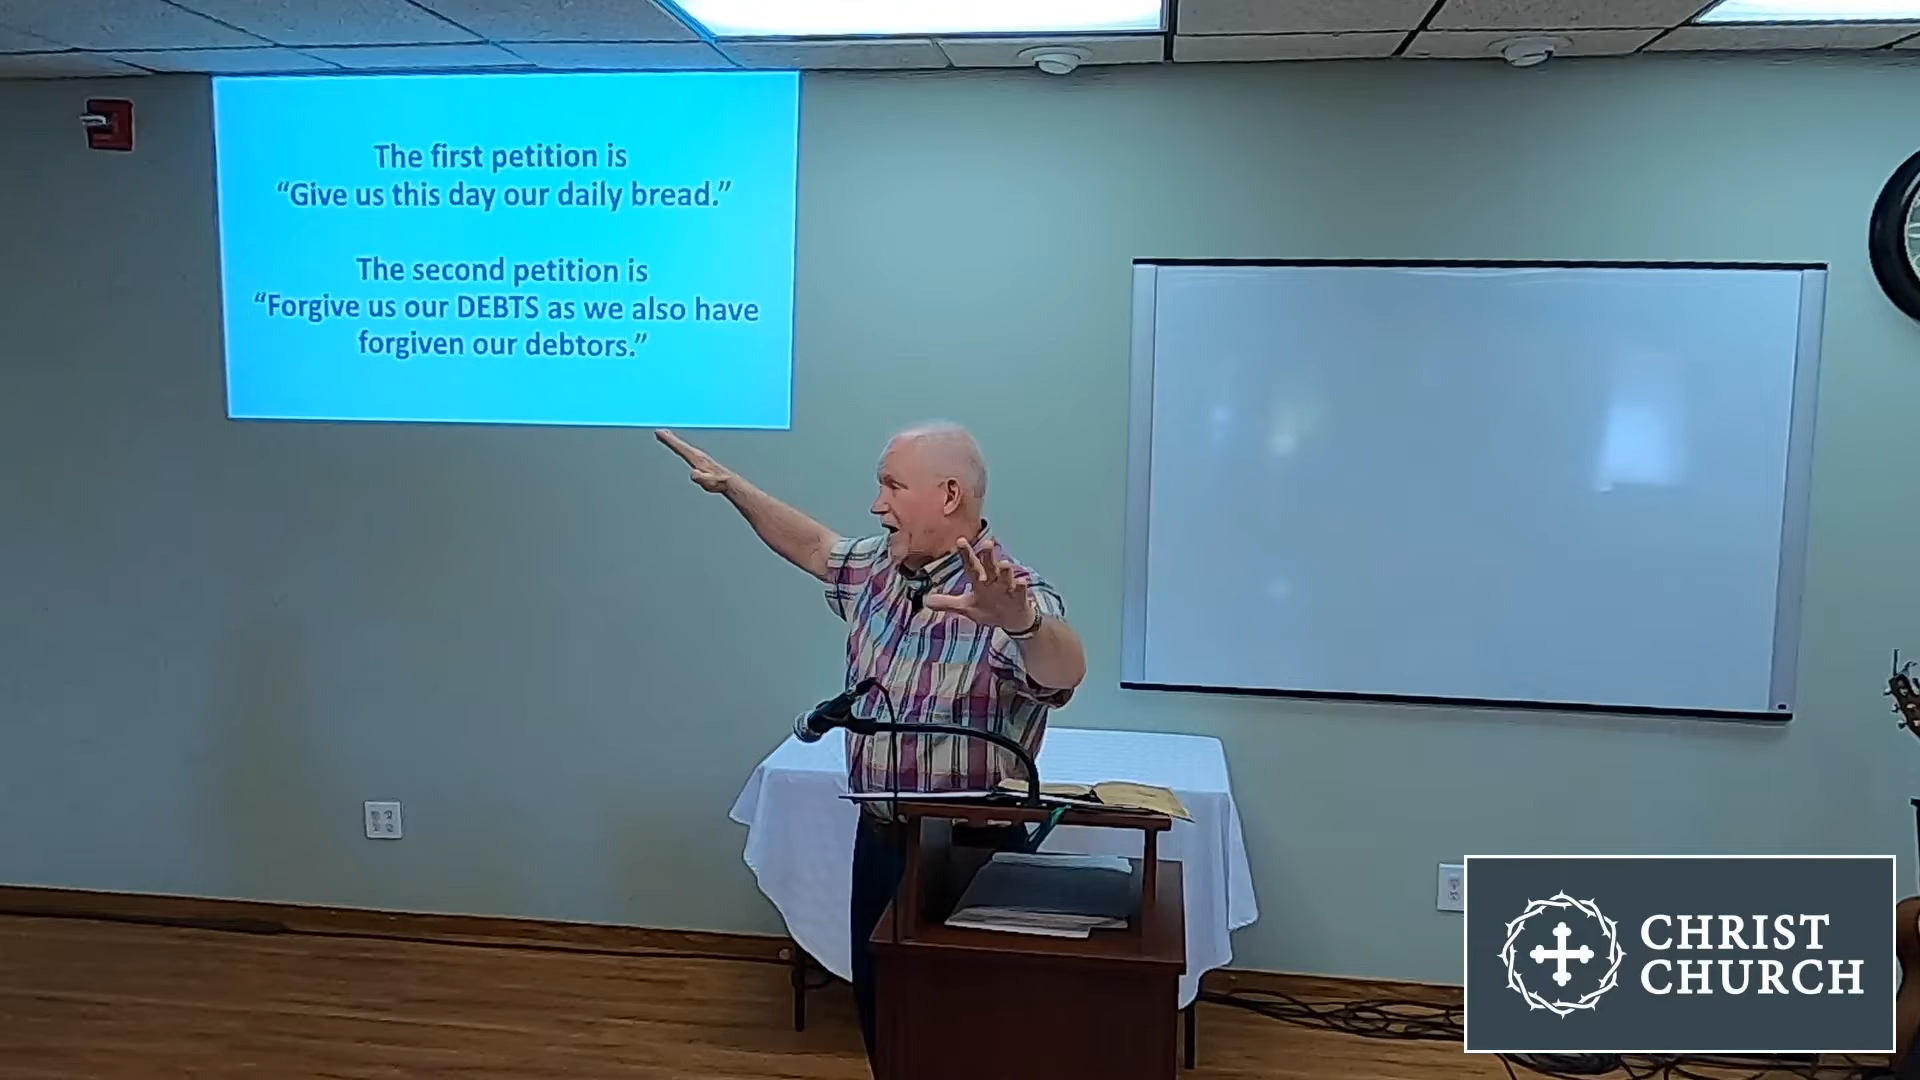 The first petition is
“Give us this day our daily bread.”
The second petition is
“Forgive us our DEBTS as we also have
forgiven our debtors.”
CHRIST
CHURCH